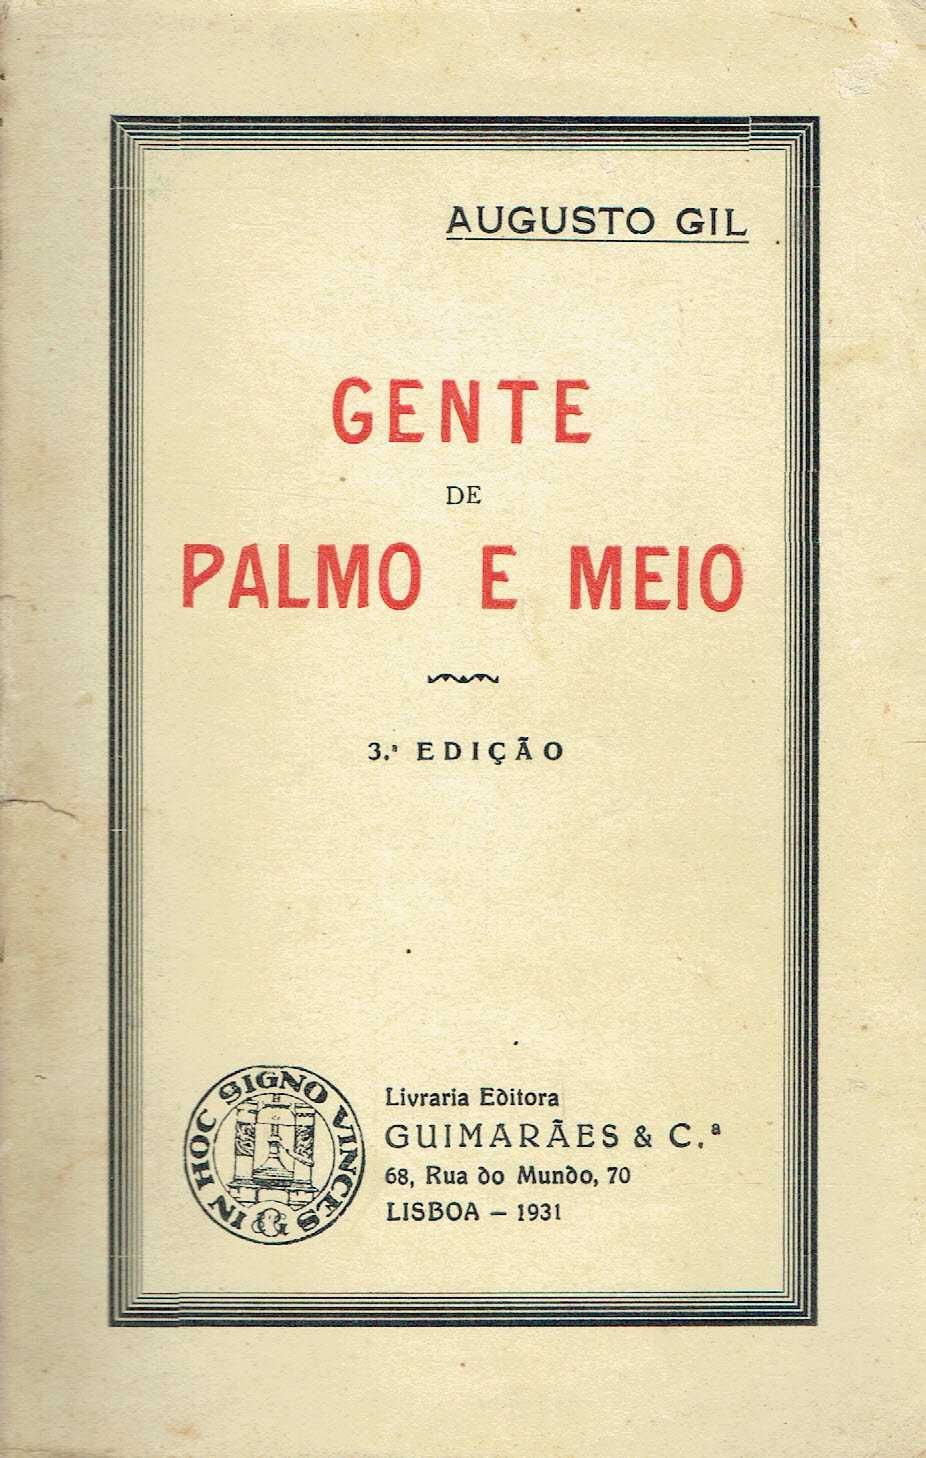 AUGUSTO GIL
GENTE
DE
PALMO E MEIO
3.ª EDIÇÃO
IN HOC SIGNO VINCES
G
Livraria Editora
GUIMARÃES & C.ª
68, Rua do Mundo, 70
LISBOA — 1931